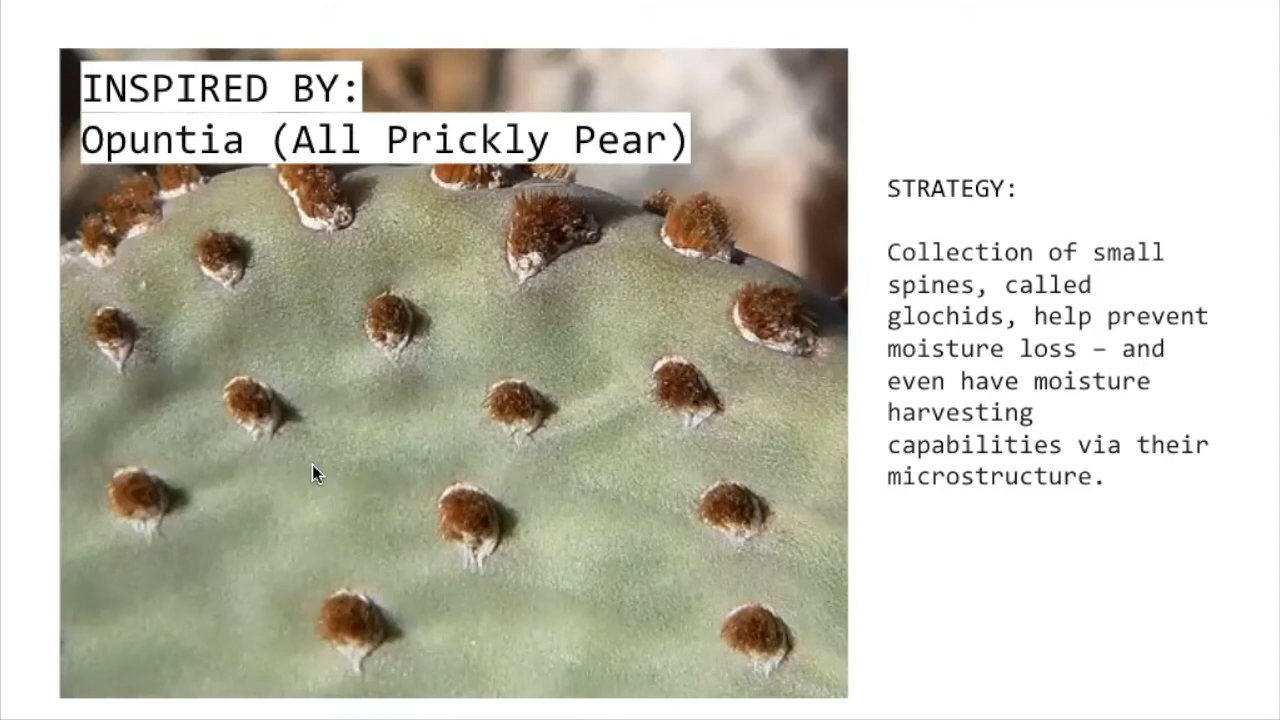 INSPIRED BY:
Opuntia (All Prickly Pear)
STRATEGY:
Collection of small
spines, called
glochids, help prevent
moisture loss – and
even have moisture
harvesting
capabilities via their
microstructure.